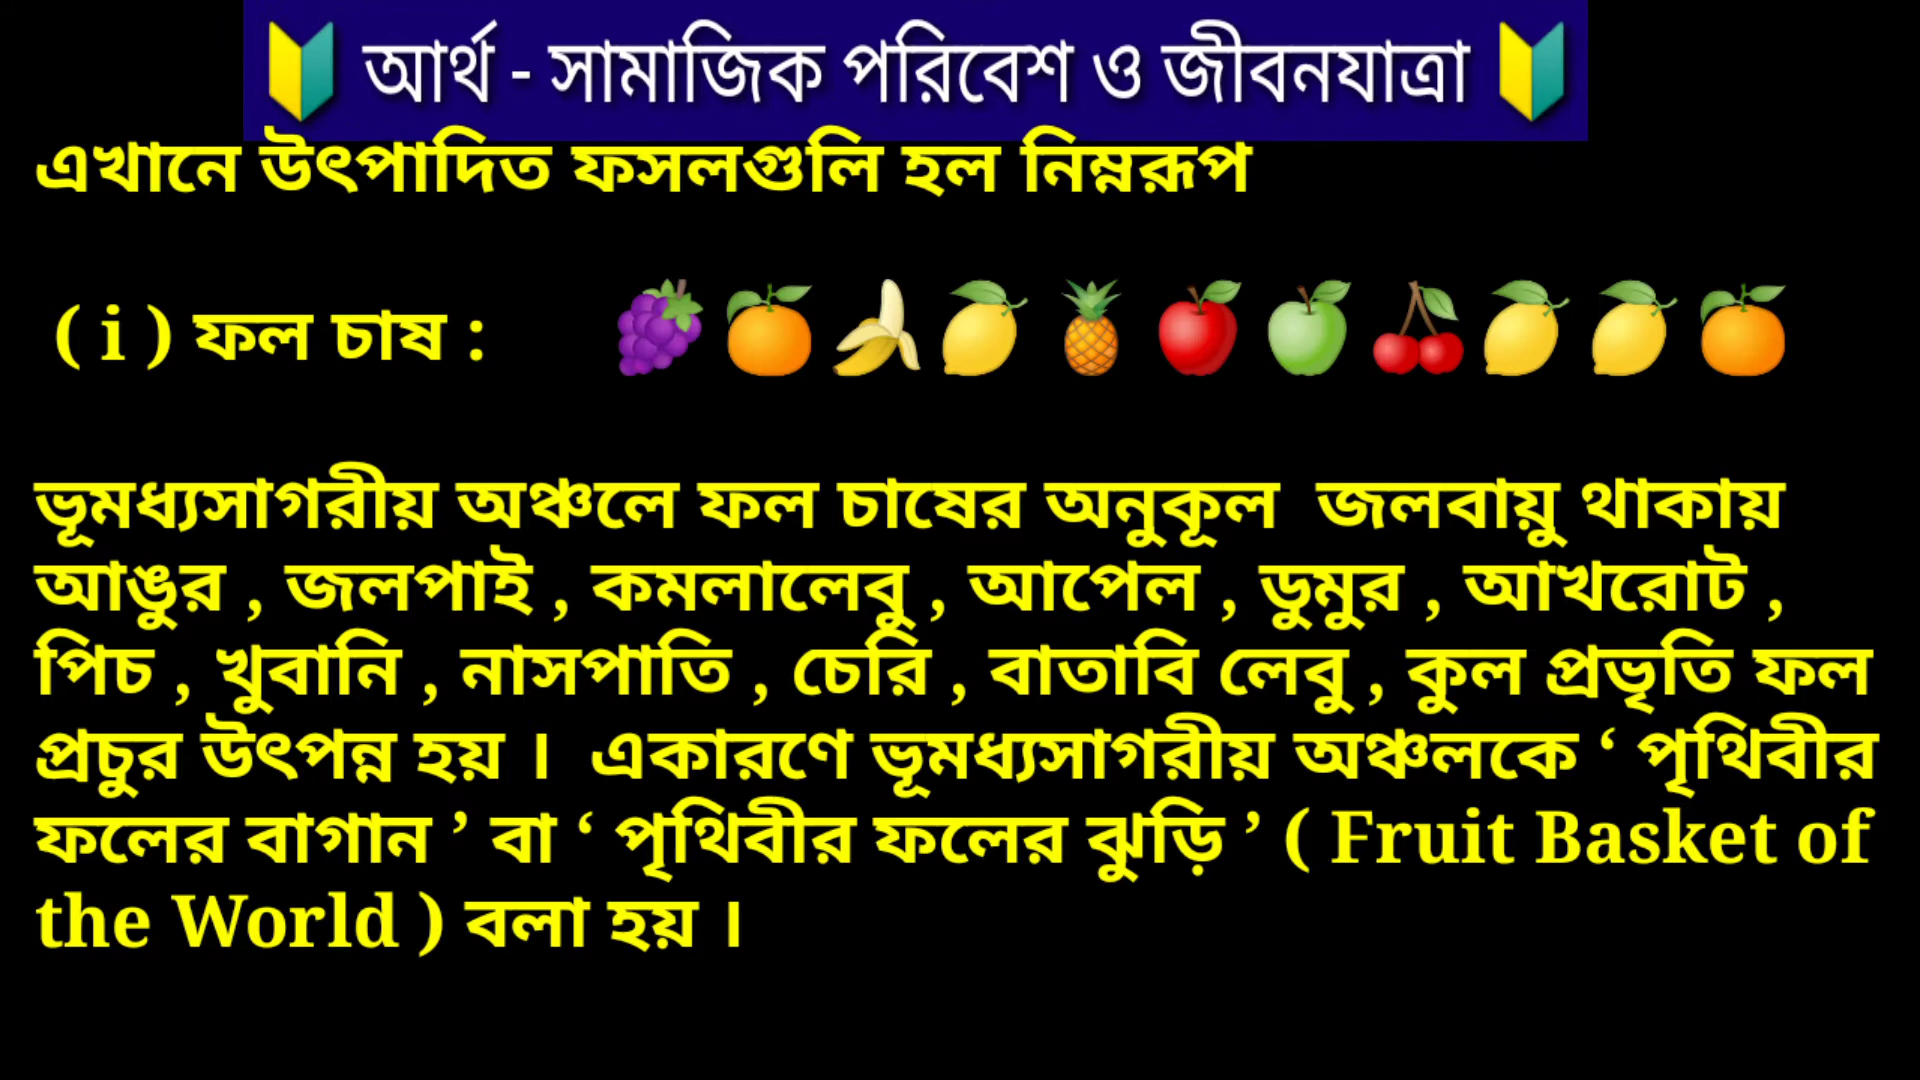 🔰 আর্থ - সামাজিক পরিবেশ ও জীবনযাত্রা 🔰
এখানে উৎপাদিত ফসলগুলি হল নিম্নরূপ
( i ) ফল চাষ : 🍇🍊🍌🍋🍍🍎🍏🍒🍋🍋🍊
ভূমধ্যসাগরীয় অঞ্চলে ফল চাষের অনুকূল জলবায়ু থাকায়
আঙুর , জলপাই , কমলালেবু , আপেল , ডুমুর , আখরোট ,
পিচ , খুবানি , নাসপাতি , চেরি , বাতাবি লেবু , কুল প্রভৃতি ফল
প্রচুর উৎপন্ন হয় । একারণে ভূমধ্যসাগরীয় অঞ্চলকে ‘ পৃথিবীর
ফলের বাগান ’ বা ‘ পৃথিবীর ফলের ঝুড়ি ’ ( Fruit Basket of
the World ) বলা হয় ।